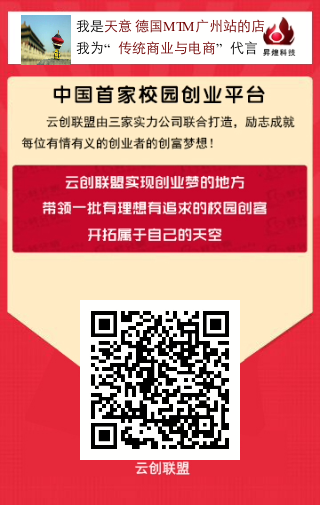 我是天意 德国MTM广州站的店
我为“ 传统商业与电商”代言
昇煌科技
中国首家校园创业平台
云创联盟由三家实力公司联合打造，励志成就
每位有情有义的创业者的创富梦想！
云创联盟实现创业梦的地方
带领一批有理想有追求的校园创客
开拓属于自己的天空
云创联盟